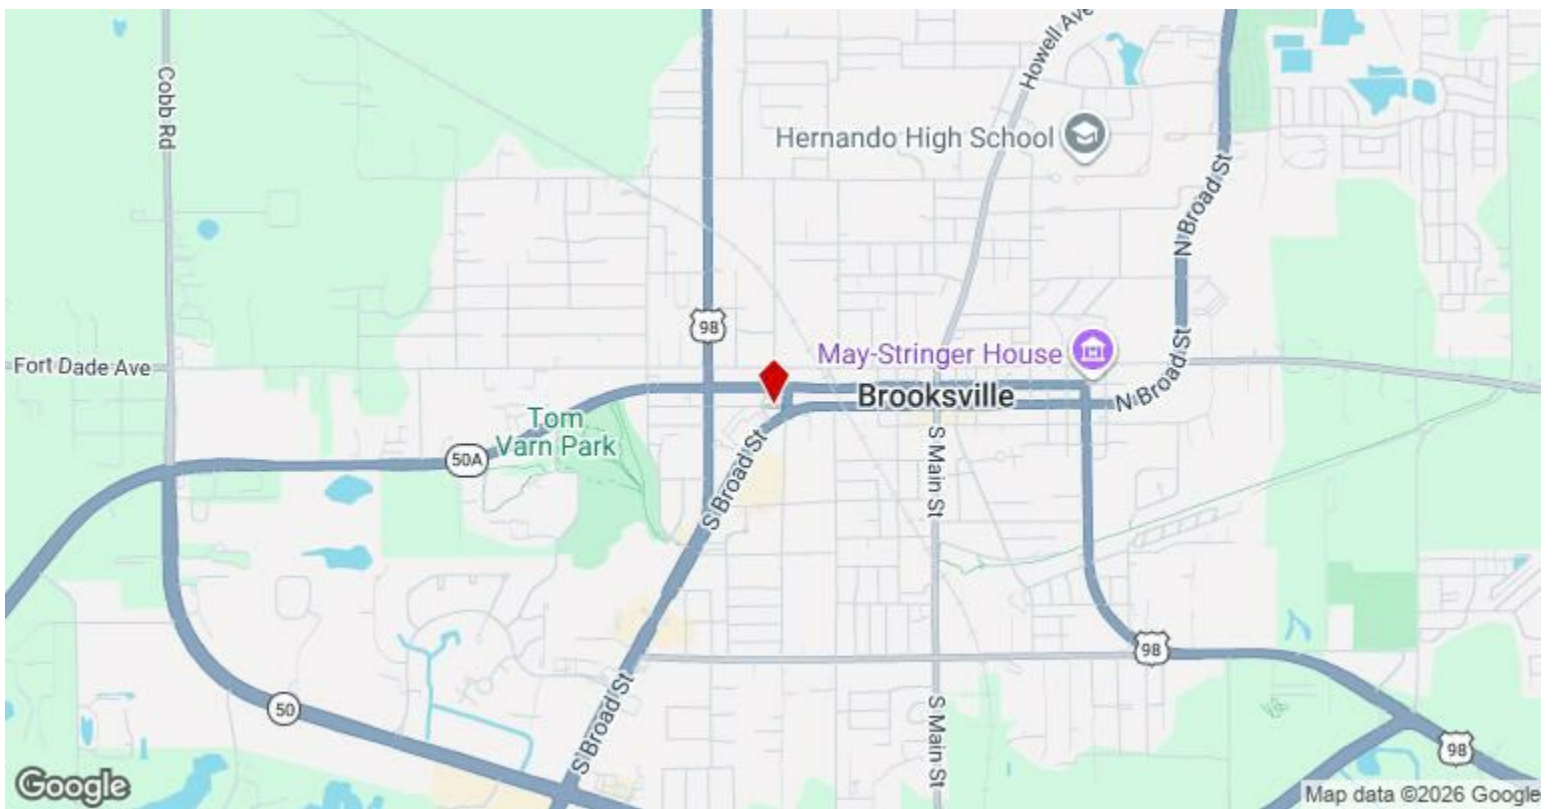 Howell Ave
Cobb Rd
Hernando High School
N Broad St
98
May-Stringer House
Fort Dade Ave
Brooksville
N Broad St
Tom
Varn Park
50A
S Broad St
S Main St
98
50
S Broad St
S Main St
98
Google
Map data ©2026 Google